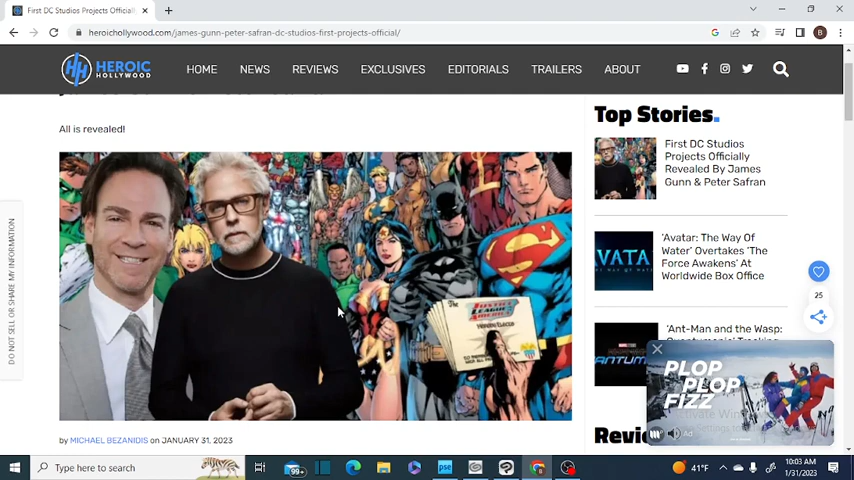 First DC Studios Projects Officially
heroichollywood.com/james-gunn-peter-safran-dc-studios-first-projects-official/
B
HEROIC
HOLLYWOOD
HOME
NEWS
REVIEWS
EXCLUSIVES
EDITORIALS
TRAILERS
ABOUT
All is revealed!
by MICHAEL BEZANIDIS on JANUARY 31, 2023
DO NOT SELL OR SHARE MY INFORMATION
Top Stories.
First DC Studios
Projects Officially
Revealed By James
Gunn & Peter Safran
'Avatar: The Way Of
Water' Overtakes 'The
Force Awakens' At
Worldwide Box Office
'Ant-Man and the Wasp:
25
PLOP
PLOP
FIZZ
Ad
Type here to search
99+
41°F
10:03 AM
1/31/2023